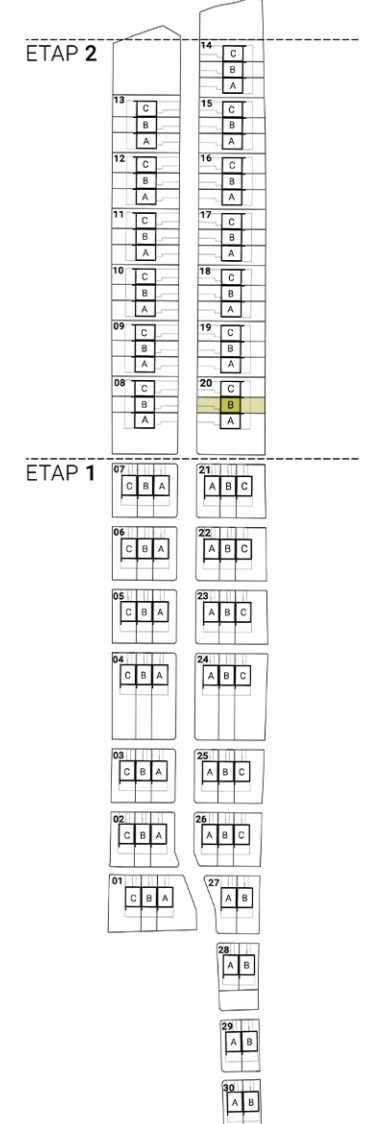 ETAP 2
14
C
B
A
13
C
B
A
15
C
B
A
12
C
B
A
16
C
B
A
11
C
B
A
17
C
B
A
10
C
B
A
18
C
B
A
09
C
B
A
19
C
B
A
08
C
B
A
20
C
B
A
ETAP 1
07
C B A
21
A B C
06
C B A
22
A B C
05
C B A
23
A B C
04
C B A
24
A B C
03
C B A
25
A B C
02
C B A
26
A B C
01
C B A
27
A B
28
A B
29
A B
30
A B